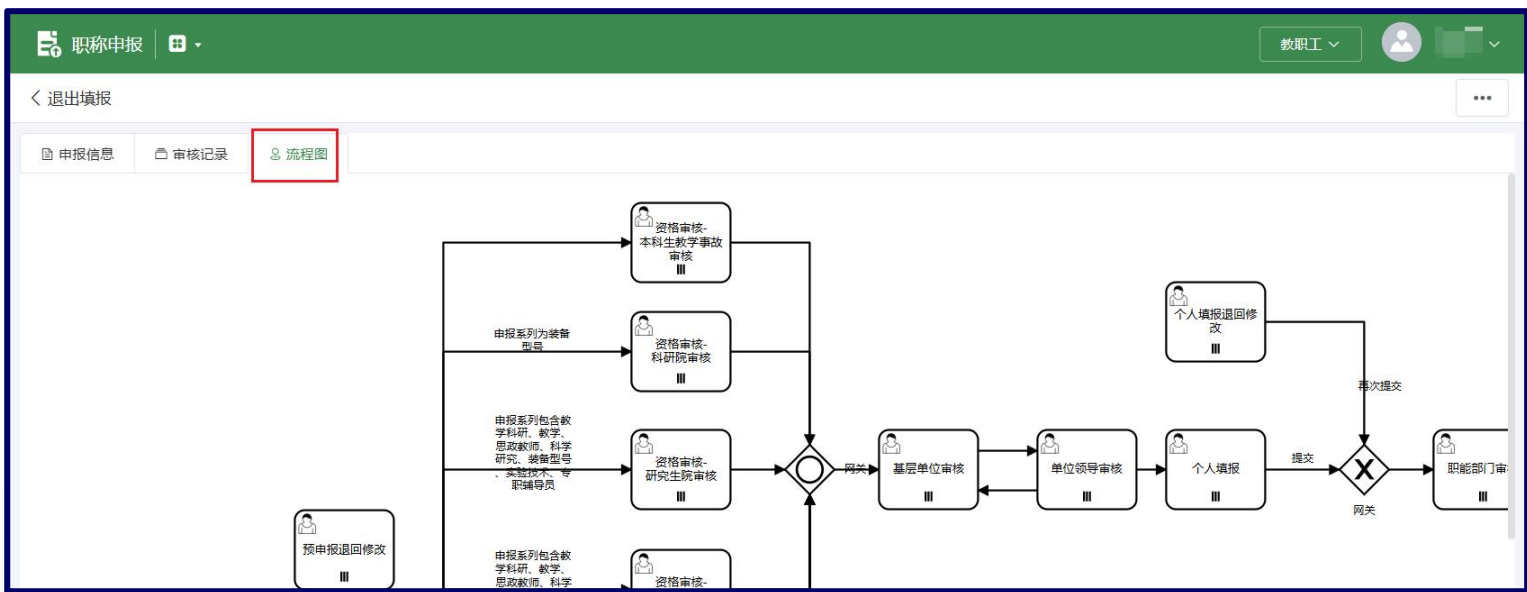 职称申报
教职工
退出填报
申报信息
审核记录
流程图
资格审核-
本科生教学事故
审核
申报系列为装备
型号
资格审核-
科研院审核
个人填报退回修
改
再次提交
申报系列包含教
学科研、教学、
思政教师、科学
研究、装备型号
、实验技术、专
职辅导员
资格审核-
研究生院审核
网关
基层单位审核
单位领导审核
个人填报
提交
网关
职能部门审
预申报退回修改
申报系列包含教
学科研、教学、
思政教师、科学
资格审核-